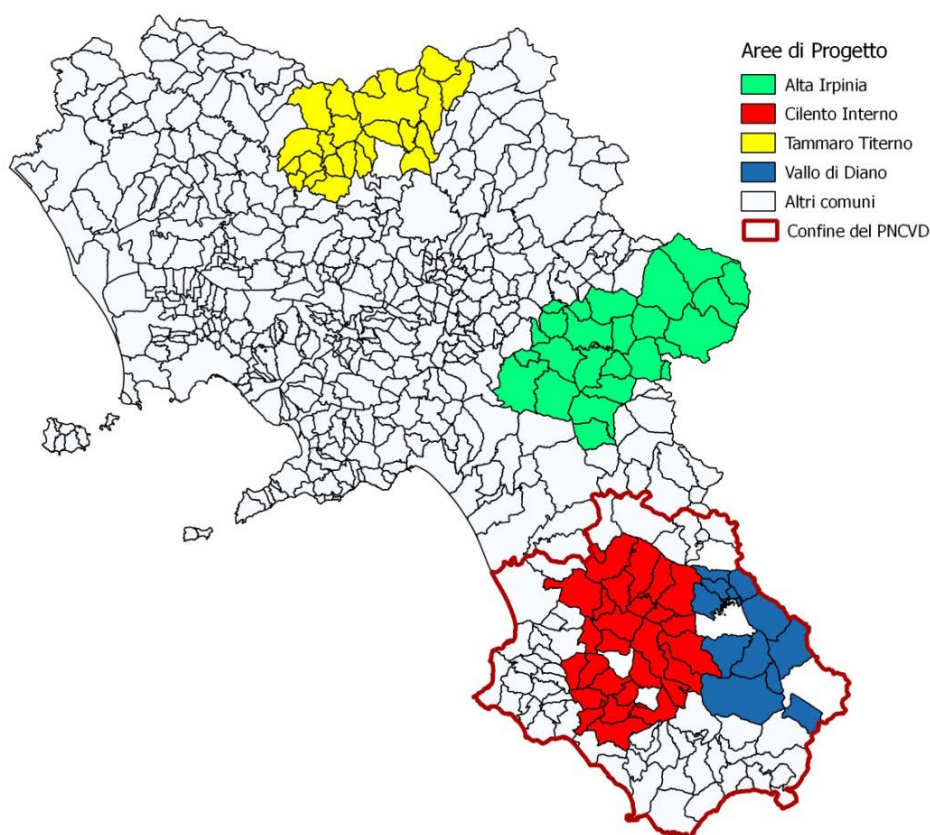 Aree di Progetto
Alta Irpinia
Cilento Interno
Tammaro Titerno
Vallo di Diano
Altri comuni
Confine del PNCVD